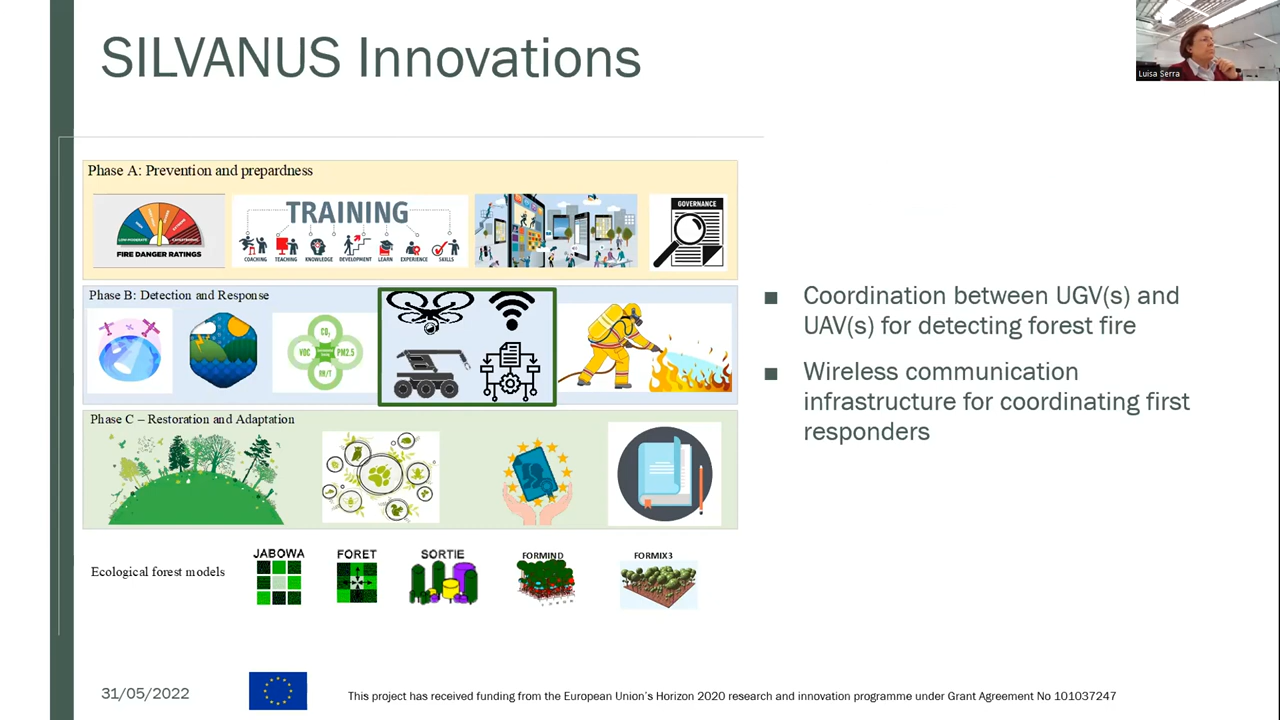 SILVANUS Innovations
Luisa Serra
Phase A: Prevention and prepardness
FIRE DANGER RATINGS
TRAINING
COACHING TEACHING KNOWLEDGE DEVELOPMENT LEARN EXPERIENCE SKILLS
GOVERNANCE
Phase B: Detection and Response
CO₂
VOC
PM2.5
RH/T
Phase C – Restoration and Adaptation
Coordination between UGV(s) and
UAV(s) for detecting forest fire
Wireless communication
infrastructure for coordinating first
responders
Ecological forest models
JABOWA
FORET
SORTIE
FORMIND
FORMIX3
31/05/2022
This project has received funding from the European Union's Horizon 2020 research and innovation programme under Grant Agreement No 101037247